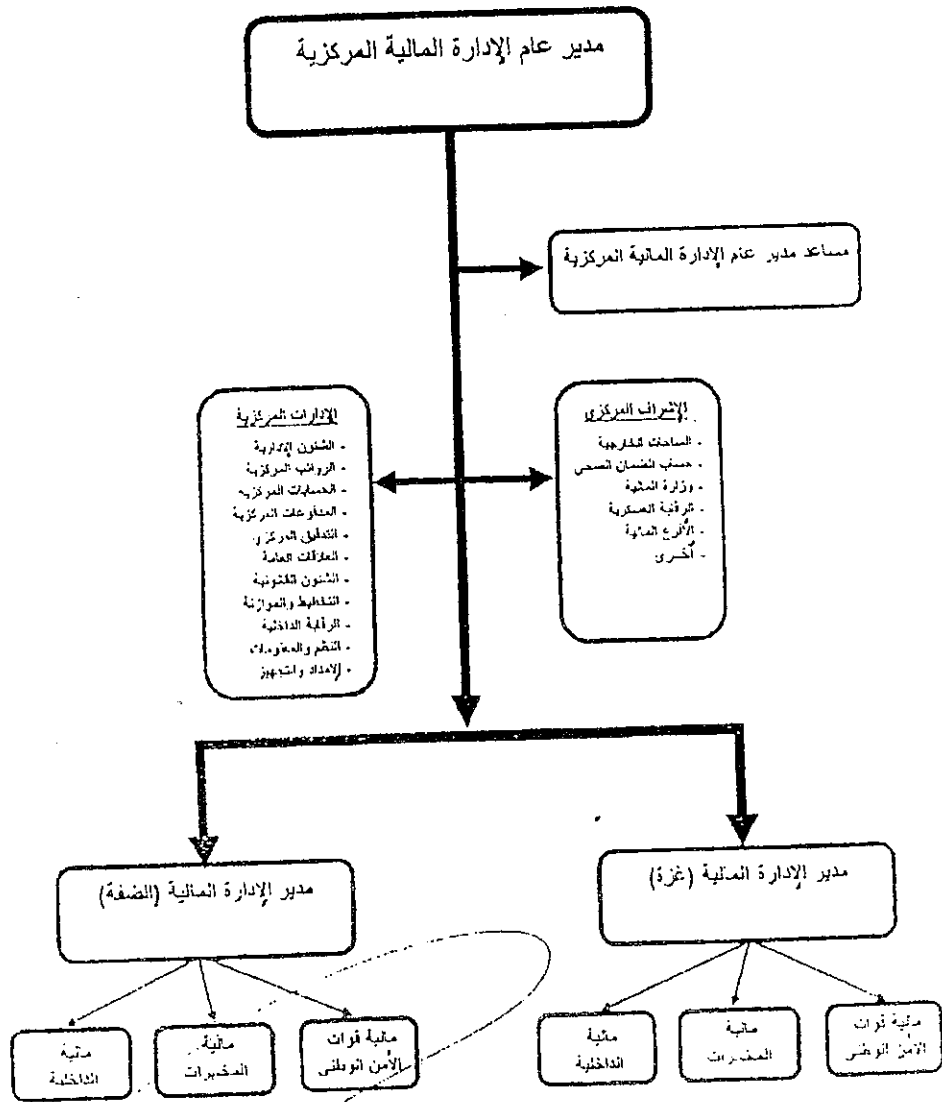 مدير عام الإدارة المالية المركزية
مساعد مدير عام الإدارة المالية المركزية
الإشراف المركزي
- الساحات الخارجية
- حساب الضمان الصحي
- وزارة المالية
- الرقابة العسكرية
- الأفرع المالية
- أخرى
الإدارات المركزية
- الشئون الإدارية
- الرواتب المركزية
- الحسابات المركزية
- المدفوعات المركزية
- التدقيق المركزي
- العلاقات العامة
- الشئون القانونية
- التخطيط والموازنة
- الرقابة الداخلية
- النظم والمعلومات
- الإمداد والتجهيز
مدير الإدارة المالية (غزة)
مدير الإدارة المالية (الضفة)
مالية قوات
الأمن الوطني
مالية
المخابرات
مالية
الداخلية
مالية قوات
الأمن الوطني
مالية
المخابرات
مالية
الداخلية